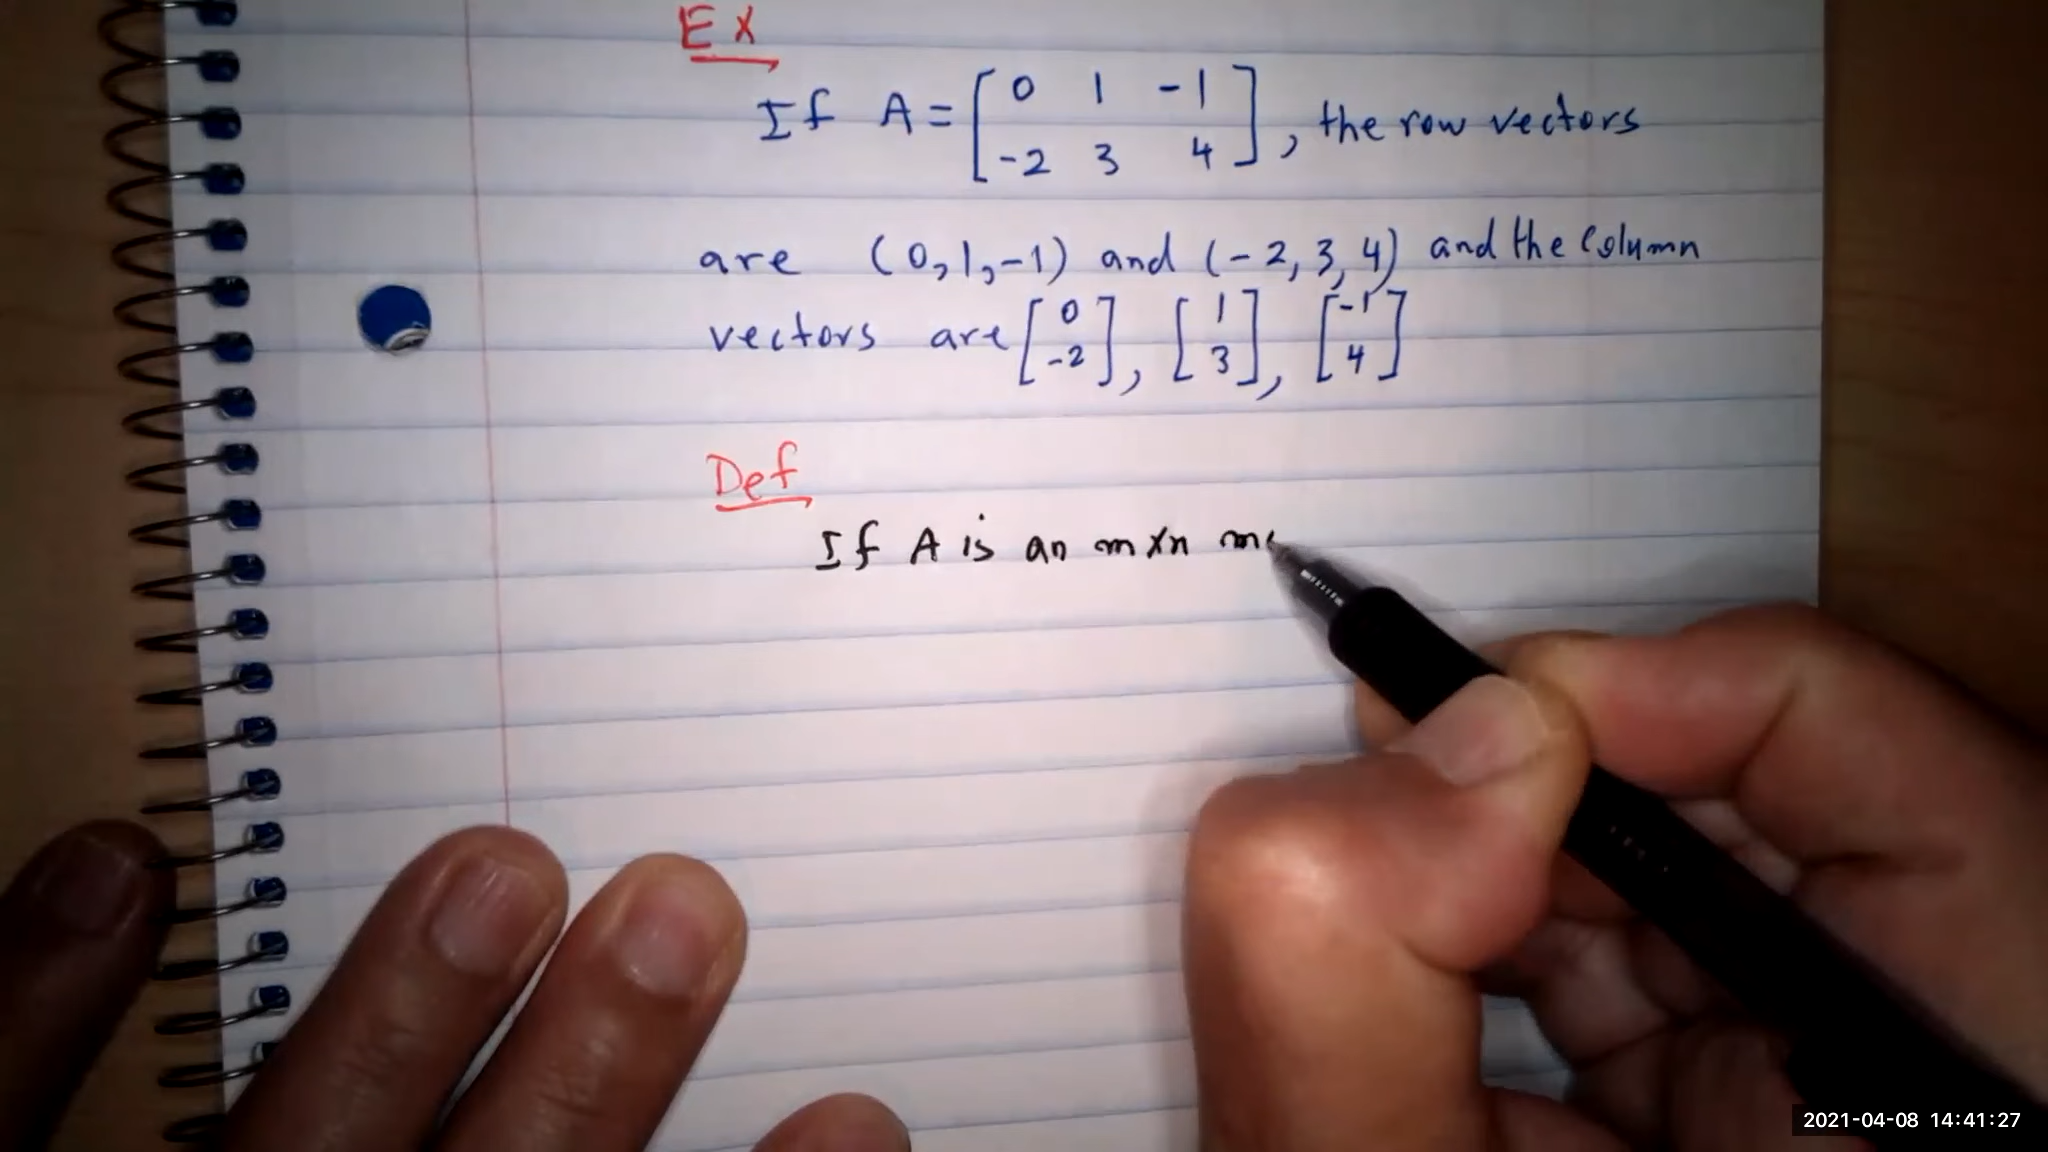 Ex
If A = [ 0 1 -1 ], the row vectors
[ -2 3 4 ]
are (0,1,-1) and (-2,3,4) and the column
vectors are [ 0 ], [ 1 ], [ -1 ]
[ -2 ] [ 3 ] [ 4 ]
Def
If A is an m×n
2021-04-08 14:41:27